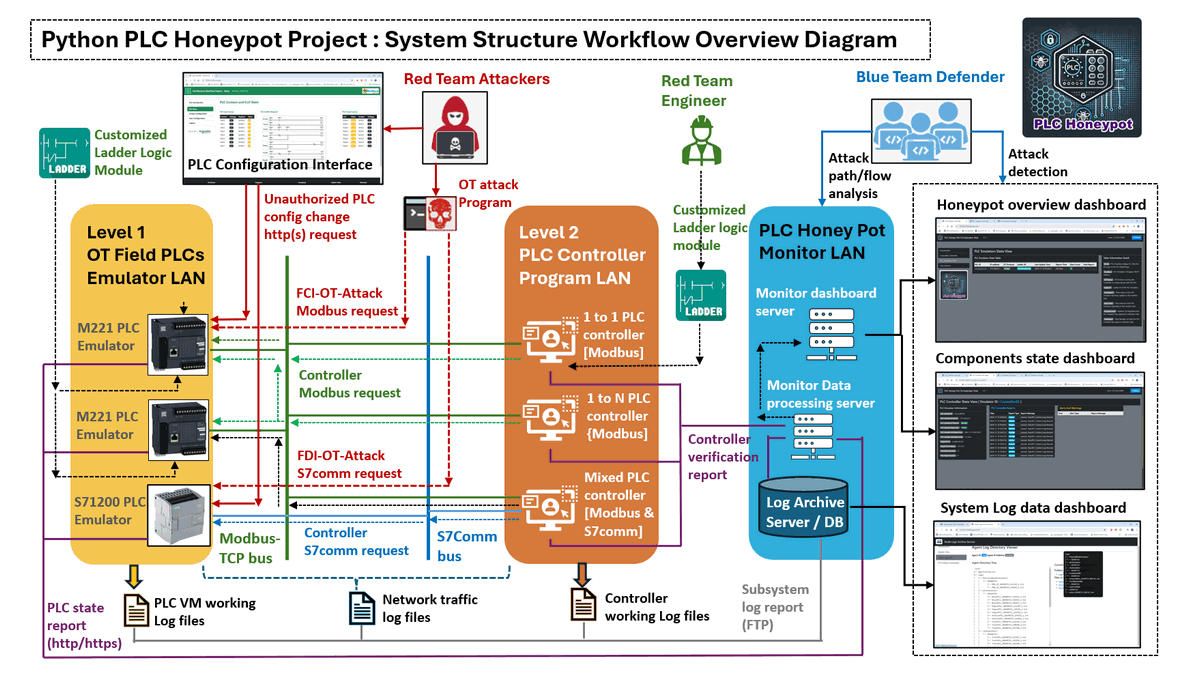 Python PLC Honeypot Project : System Structure Workflow Overview Diagram
PLC
PLC Honeypot
Red Team Attackers
Red Team
Engineer
Blue Team Defender
Customized
Ladder Logic
Module
LADDER
PLC Configuration Interface
OT attack
Program
Attack
path/flow
analysis
Attack
detection
Unauthorized PLC
config change
http(s) request
Customized
Ladder logic
module
LADDER
Level 1
OT Field PLCs
Emulator LAN
Level 2
PLC Controller
Program LAN
PLC Honey Pot
Monitor LAN
Honeypot overview dashboard
FCI-OT-Attack
Modbus request
Monitor dashboard
server
M221 PLC
Emulator
1 to 1 PLC
controller
[Modbus]
Components state dashboard
Controller
Modbus request
Monitor Data
processing server
M221 PLC
Emulator
1 to N PLC
controller
{Modbus]
Controller
verification
report
FDI-OT-Attack
S7comm request
Mixed PLC
controller
[Modbus &
S7comm]
S71200 PLC
Emulator
Log Archive
Server / DB
System Log data dashboard
Modbus-
TCP bus
Controller
S7comm request
S7Comm
bus
PLC state
report
(http/https)
PLC VM working
Log files
Network traffic
log files
Controller
working Log files
Subsystem
log report
(FTP)